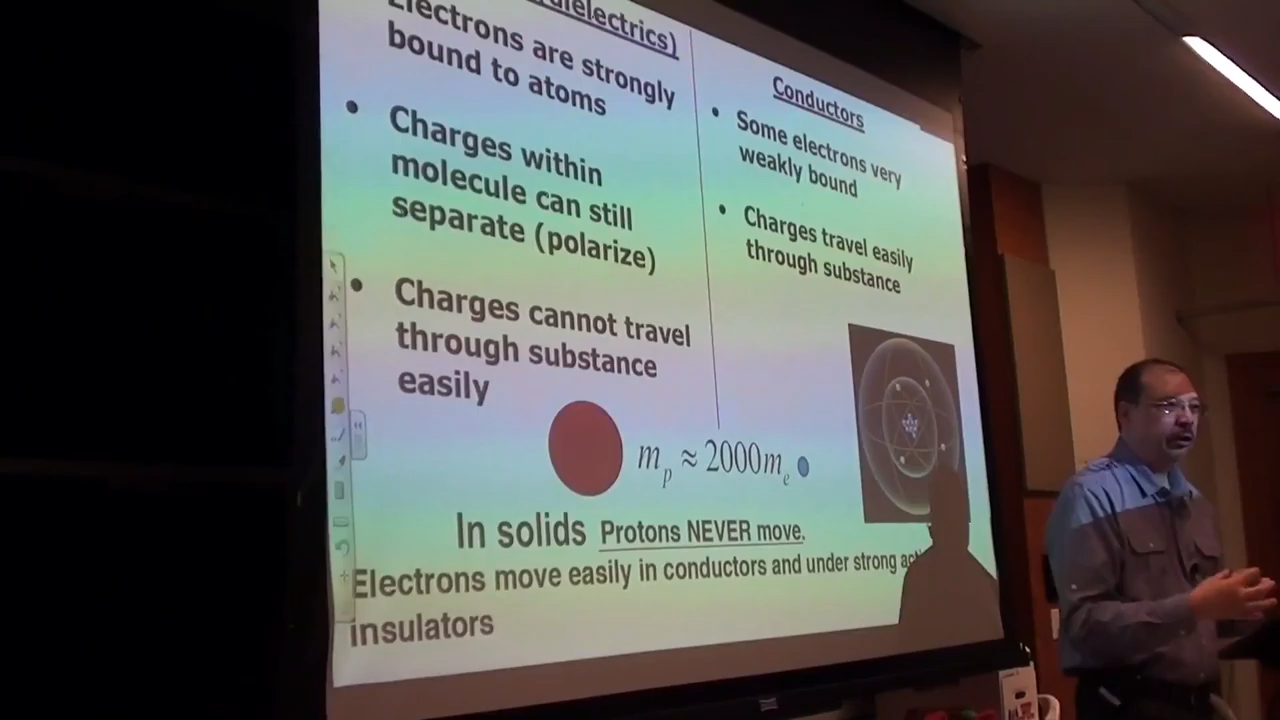 dielectrics)
Electrons are strongly
bound to atoms
• Charges within
molecule can still
separate (polarize)
• Charges cannot travel
through substance
easily
Conductors
• Some electrons very
weakly bound
• Charges travel easily
through substance
m_p ≈ 2000m_e
In solids Protons NEVER move.
Electrons move easily in conductors and under strong
insulators